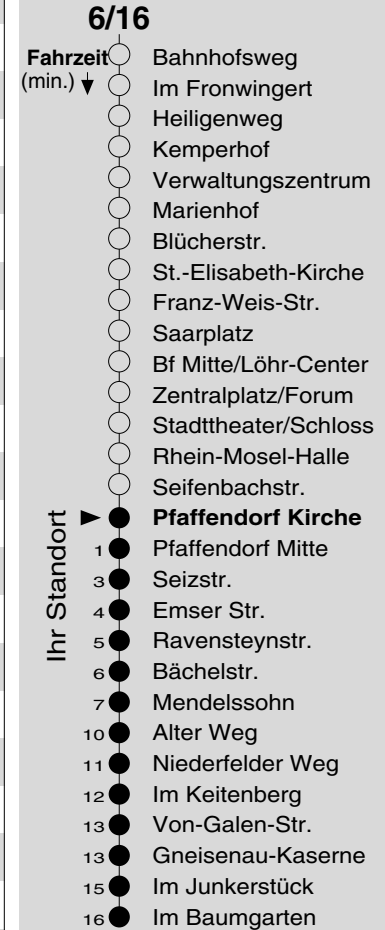 6/16
Fahrzeit Bahnhofsweg
(min.) Im Fronwingert
Heiligenweg
Kemperhof
Verwaltungszentrum
Marienhof
Blücherstr.
St.-Elisabeth-Kirche
Franz-Weis-Str.
Saarplatz
Bf Mitte/Löhr-Center
Zentralplatz/Forum
Stadttheater/Schloss
Rhein-Mosel-Halle
Seifenbachstr.
Ihr Standort
Pfaffendorf Kirche
1 Pfaffendorf Mitte
3 Seizstr.
4 Emser Str.
5 Ravensteynstr.
6 Bächelstr.
7 Mendelssohn
10 Alter Weg
11 Niederfelder Weg
12 Im Keitenberg
13 Von-Galen-Str.
13 Gneisenau-Kaserne
15 Im Junkerstück
16 Im Baumgarten